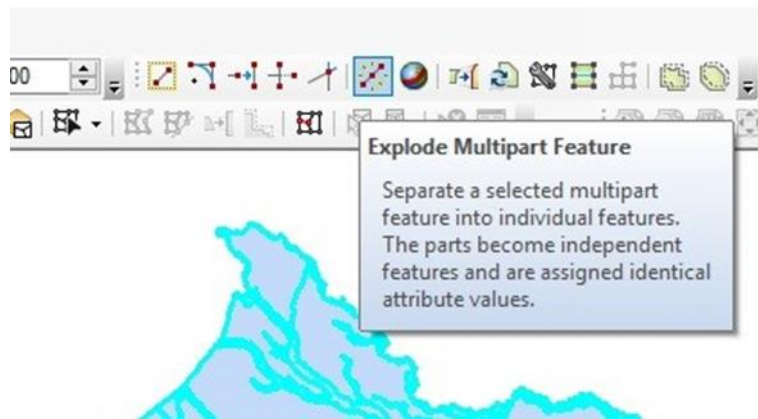 00
Explode Multipart Feature
Separate a selected multipart
feature into individual features.
The parts become independent
features and are assigned identical
attribute values.